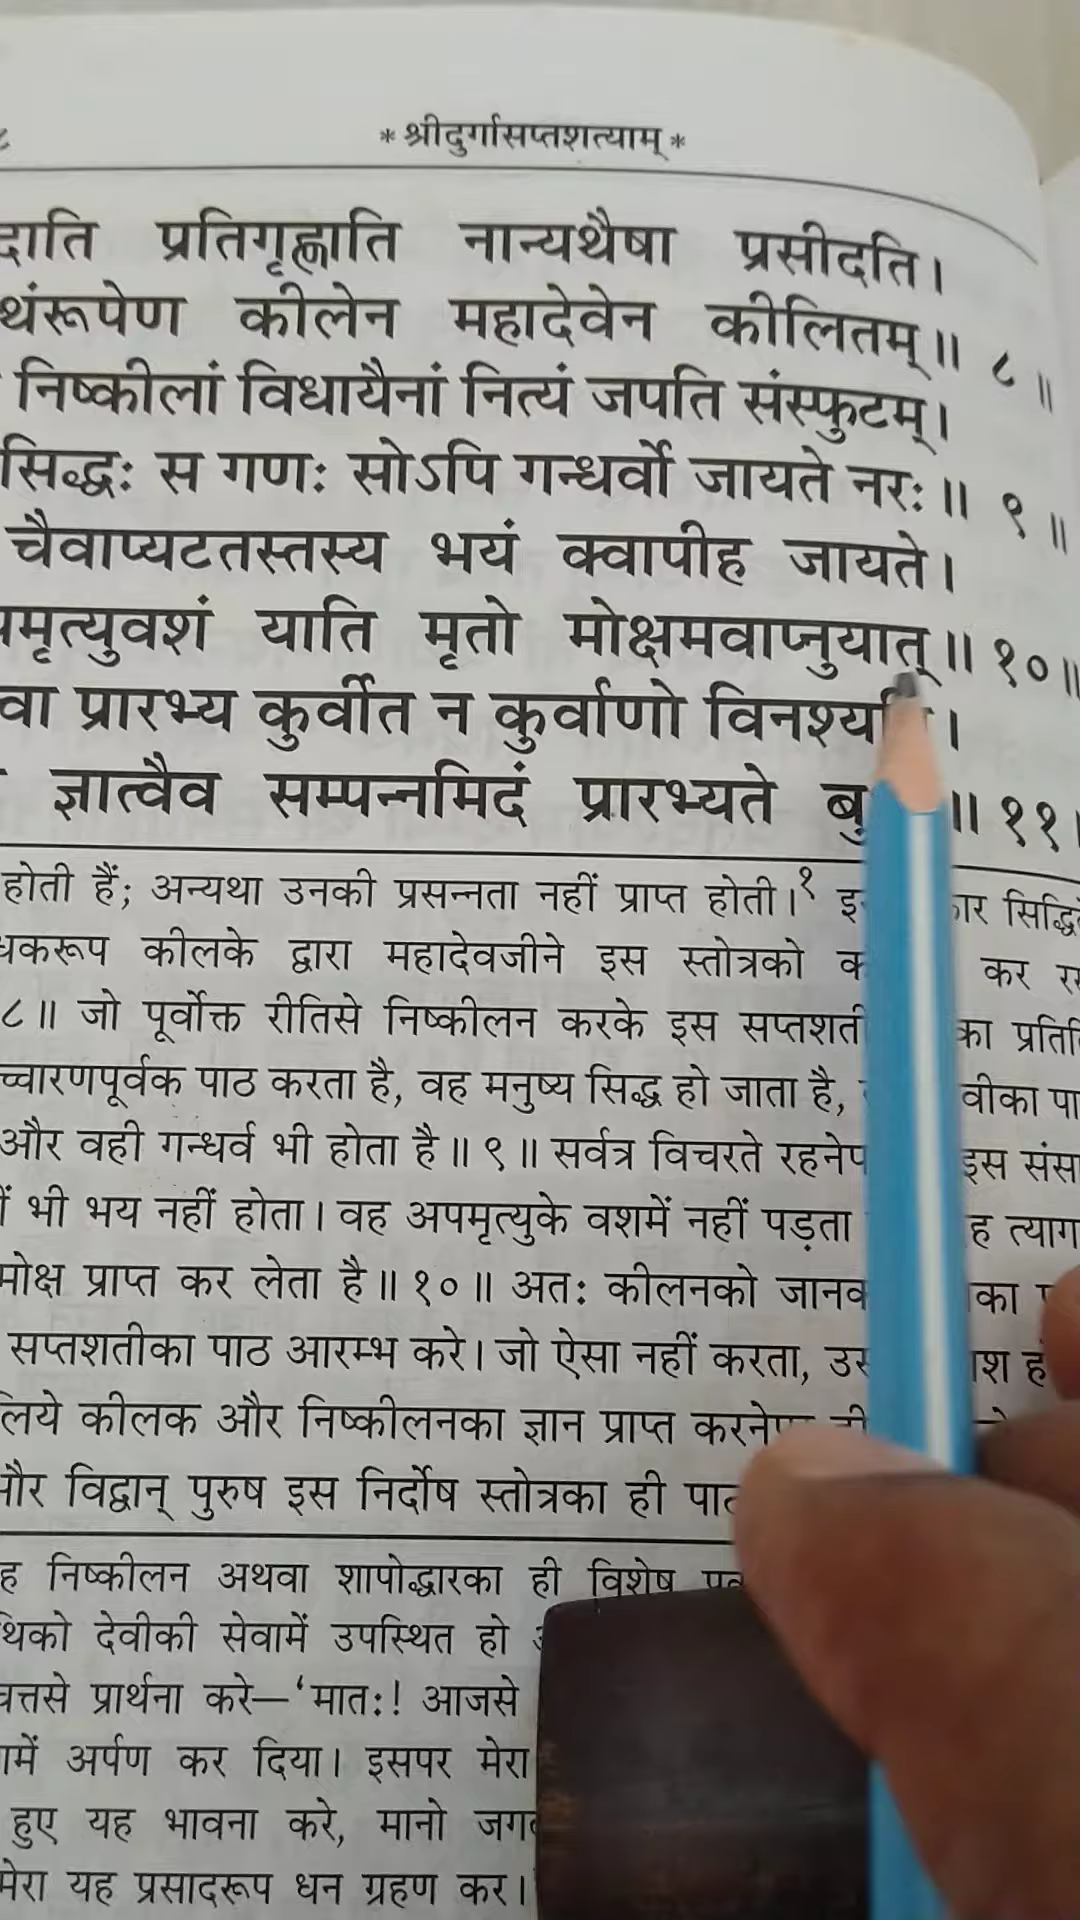 * श्रीदुर्गासप्तशत्याम् *
दाति प्रतिगृह्णाति नान्यथैषा प्रसीदति।
थंरूपेण कीलेन महादेवेन कीलितम्॥ ८॥
निष्कीलां विधायैनां नित्यं जपति संस्फुटम्।
सिद्धः स गणः सोऽपि गन्धर्वो जायते नरः॥ ९॥
चैवाप्यटतस्तस्य भयं क्वापीह जायते।
मृत्युवशं याति मृतो मोक्षमवाप्नुयात्॥ १०॥
वा प्रारभ्य कुर्वीत न कुर्वाणो विनश्य ।
ज्ञात्वैव सम्पन्नमिदं प्रारभ्यते बु ॥ ११
होती हैं; अन्यथा उनकी प्रसन्नता नहीं प्राप्त होती।१ इ ार सिद्धि
धकरूप कीलके द्वारा महादेवजीने इस स्तोत्रको क कर र
८॥ जो पूर्वोक्त रीतिसे निष्कीलन करके इस सप्तशती का प्रति
च्चारणपूर्वक पाठ करता है, वह मनुष्य सिद्ध हो जाता है, वीका पा
और वही गन्धर्व भी होता है॥ ९॥ सर्वत्र विचरते रहनेप इस संसा
भी भय नहीं होता। वह अपमृत्युके वशमें नहीं पड़ता ह त्याग
मोक्ष प्राप्त कर लेता है॥ १०॥ अतः कीलनको जानक का
सप्तशतीका पाठ आरम्भ करे। जो ऐसा नहीं करता, उस ाश ह
लिये कीलक और निष्कीलनका ज्ञान प्राप्त करनेप
और विद्वान् पुरुष इस निर्दोष स्तोत्रका ही पा
ह निष्कीलन अथवा शापोद्धारका ही विशेष
थिको देवीकी सेवामें उपस्थित हो
त्तसे प्रार्थना करे—‘मातः! आजसे
में अर्पण कर दिया। इसपर मेरा
हुए यह भावना करे, मानो जग
मेरा यह प्रसादरूप धन ग्रहण कर।